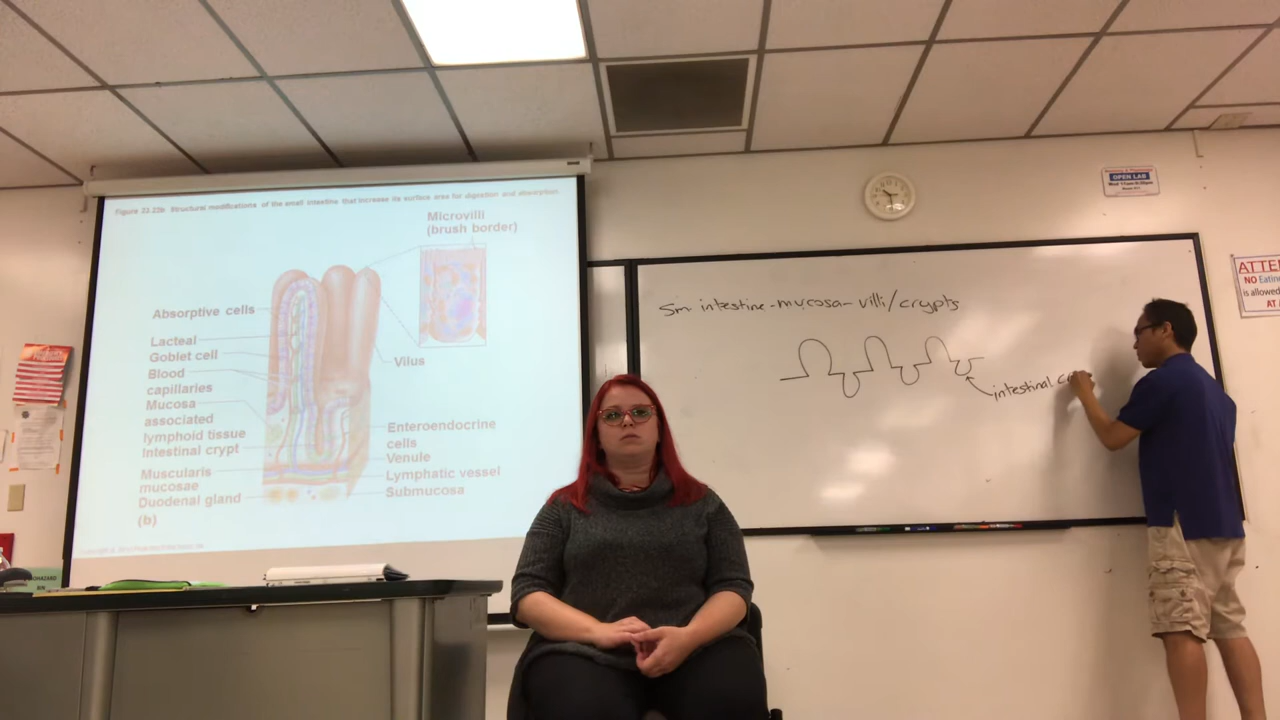 Figure 23.22b Structural modifications of the small intestine that increase its surface area for digestion and absorption.
Microvilli
(brush border)
Absorptive cells
Lacteal
Goblet cell
Blood
capillaries
Mucosa
associated
lymphoid tissue
Intestinal crypt
Muscularis
mucosae
Duodenal gland
(b)
Vilus
Enteroendocrine
cells
Venule
Lymphatic vessel
Submucosa
Sm intestine-mucosa-villi/crypts
intestinal
OPEN LAB
ATTE
NO Eatin
is allowed
AT